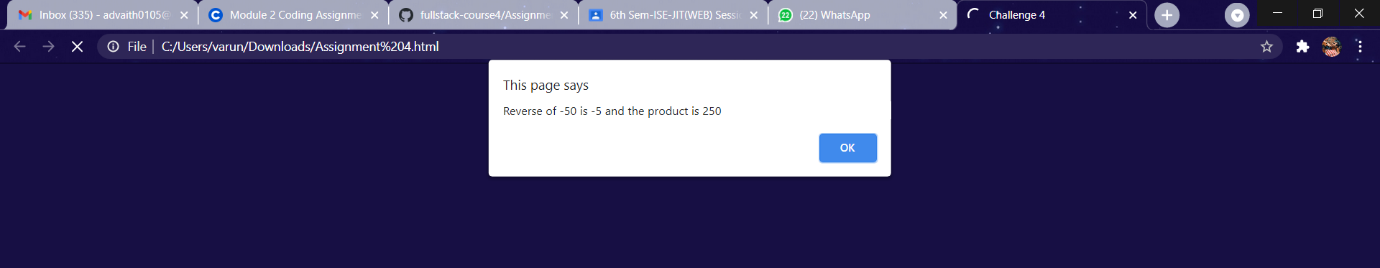 Inbox (335) - advaith0105@
Module 2 Coding Assignme
fullstack-course4/Assignme
6th Sem-ISE-JIT(WEB) Sessi
22
(22) WhatsApp
Challenge 4
File
C:/Users/varun/Downloads/Assignment%204.html
This page says
Reverse of -50 is -5 and the product is 250
OK